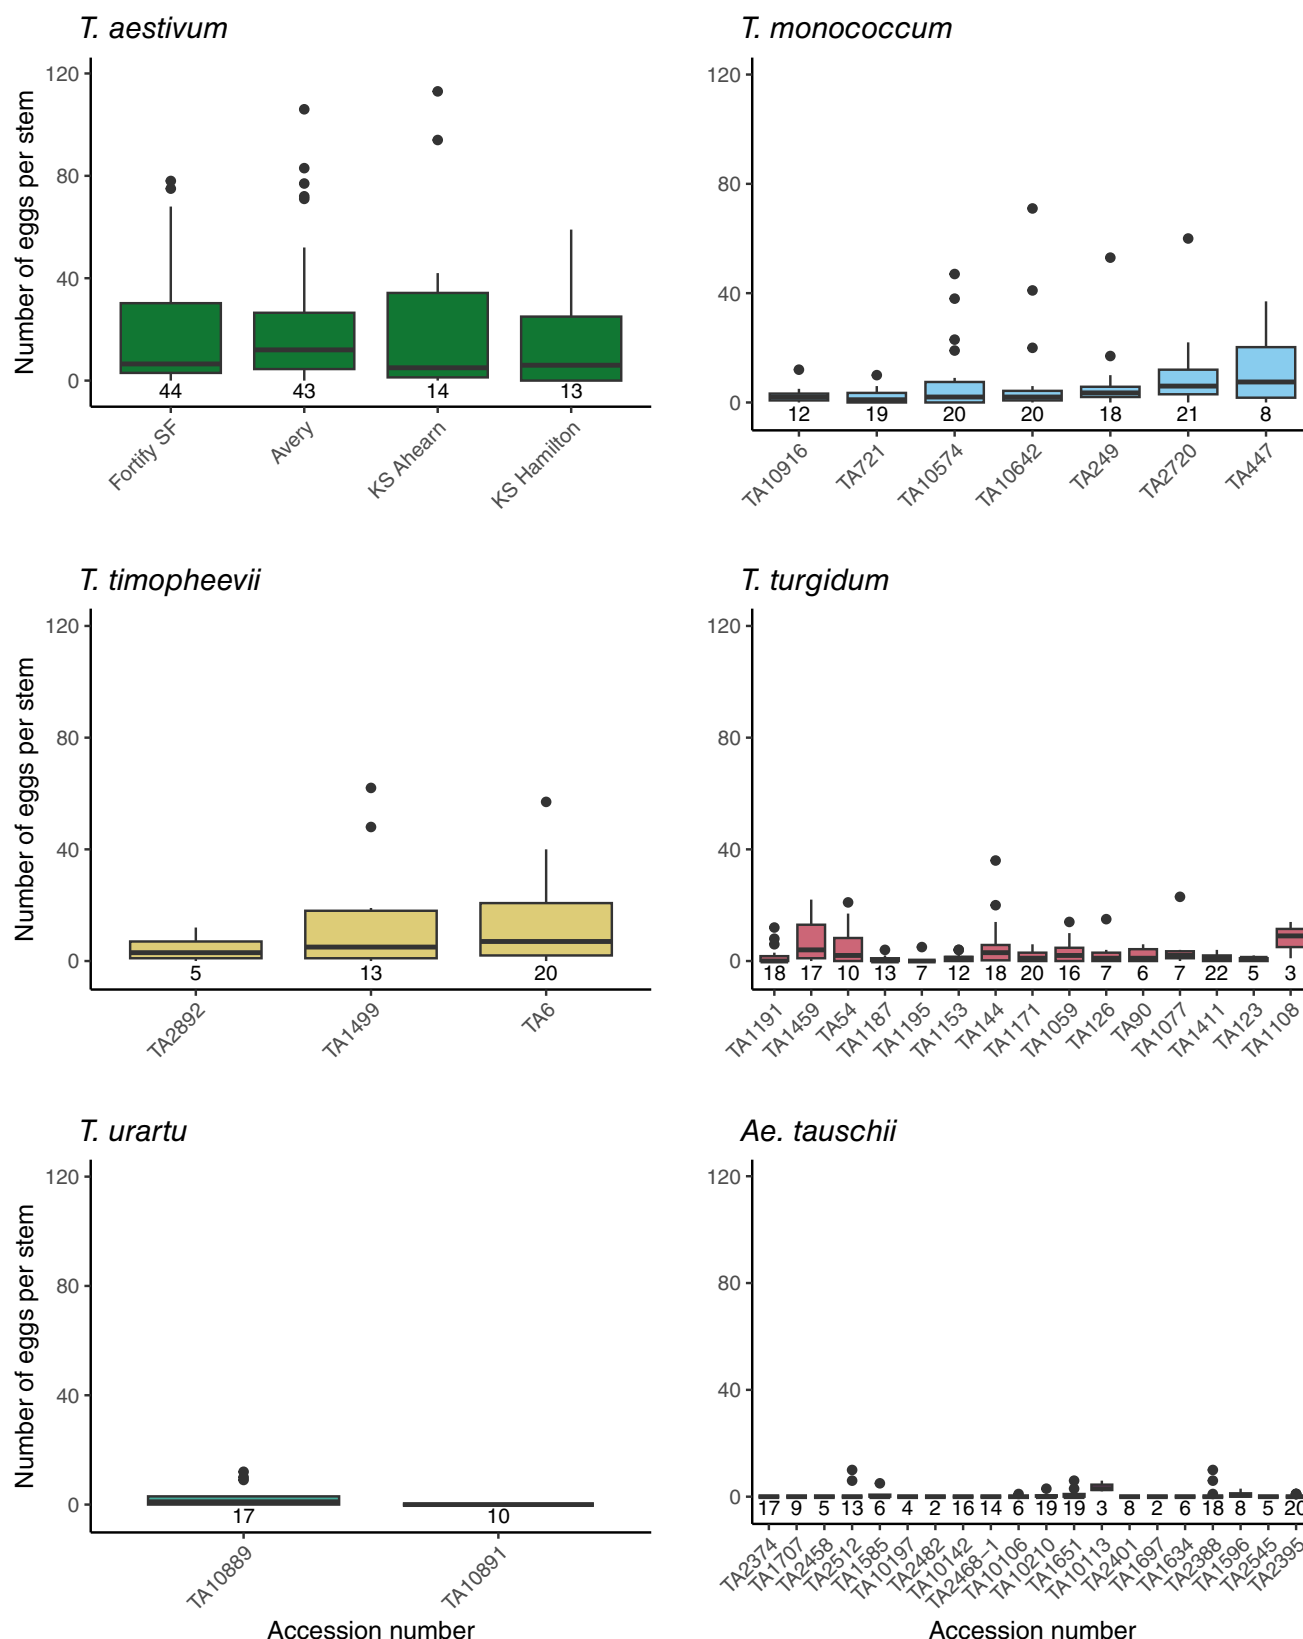 T. aestivum
Number of eggs per stem
120
80
40
0
44 43 14 13
Fortify SF Avery KS Ahearn KS Hamilton
T. monococcum
120
80
40
0
12 19 20 20 18 21 8
TA10916 TA721 TA10574 TA10642 TA249 TA2720 TA447
T. timopheevii
Number of eggs per stem
120
80
40
0
5 13 20
TA2892 TA1499 TA6
T. turgidum
120
80
40
0
18 17 10 13 7 12 18 20 16 7 6 7 22 5 3
TA1191 TA1459 TA54 TA1187 TA1195 TA1153 TA144 TA1171 TA1059 TA126 TA90 TA1077 TA1411 TA123 TA1108
T. urartu
Number of eggs per stem
120
80
40
0
17 10
TA10889 TA10891
Accession number
Ae. tauschii
120
80
40
0
17 9 5 13 6 4 2 16 14 6 19 19 3 8 2 6 18 8 5 20
TA2374 TA1707 TA2458 TA2512 TA1585 TA10197 TA2482 TA10142 TA2468−1 TA10106 TA10210 TA1651 TA10113 TA2401 TA1697 TA1634 TA2388 TA1596 TA2545 TA2395
Accession number